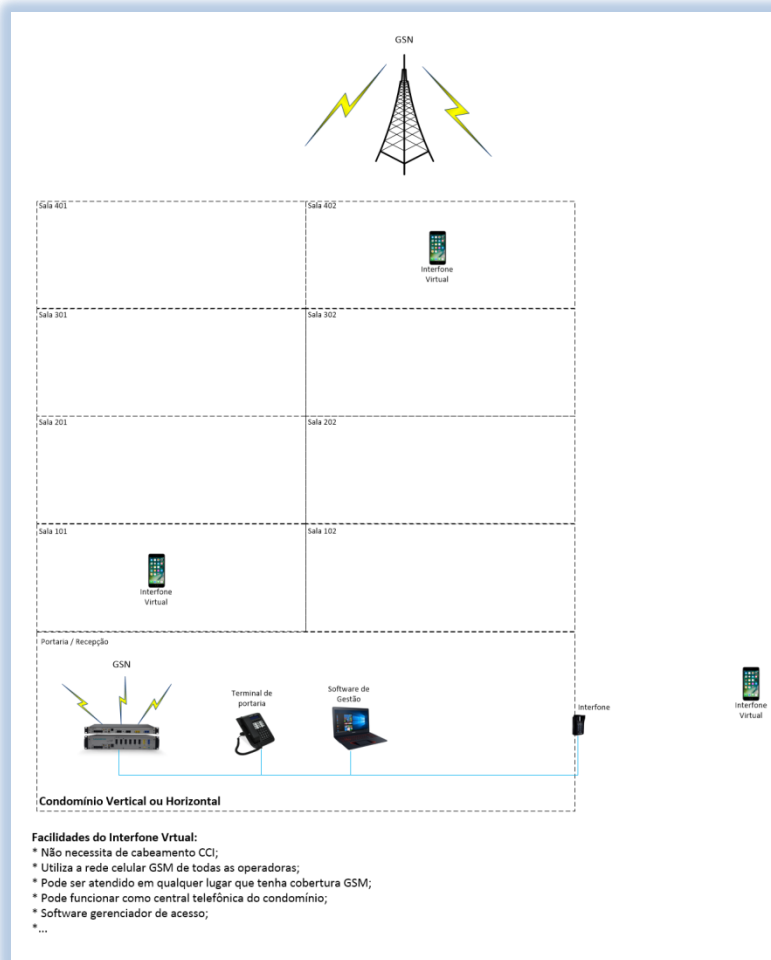 GSN
Sala 401
Sala 402
Interfone
Virtual
Sala 301
Sala 302
Sala 201
Sala 202
Sala 101
Sala 102
Interfone
Virtual
Portaria / Recepção
GSN
Terminal de
portaria
Software de
Gestão
Interfone
Interfone
Virtual
Condomínio Vertical ou Horizontal
Facilidades do Interfone Vrtual:
* Não necessita de cabeamento CCI;
* Utiliza a rede celular GSM de todas as operadoras;
* Pode ser atendido em qualquer lugar que tenha cobertura GSM;
* Pode funcionar como central telefônica do condomínio;
* Software gerenciador de acesso;
*...